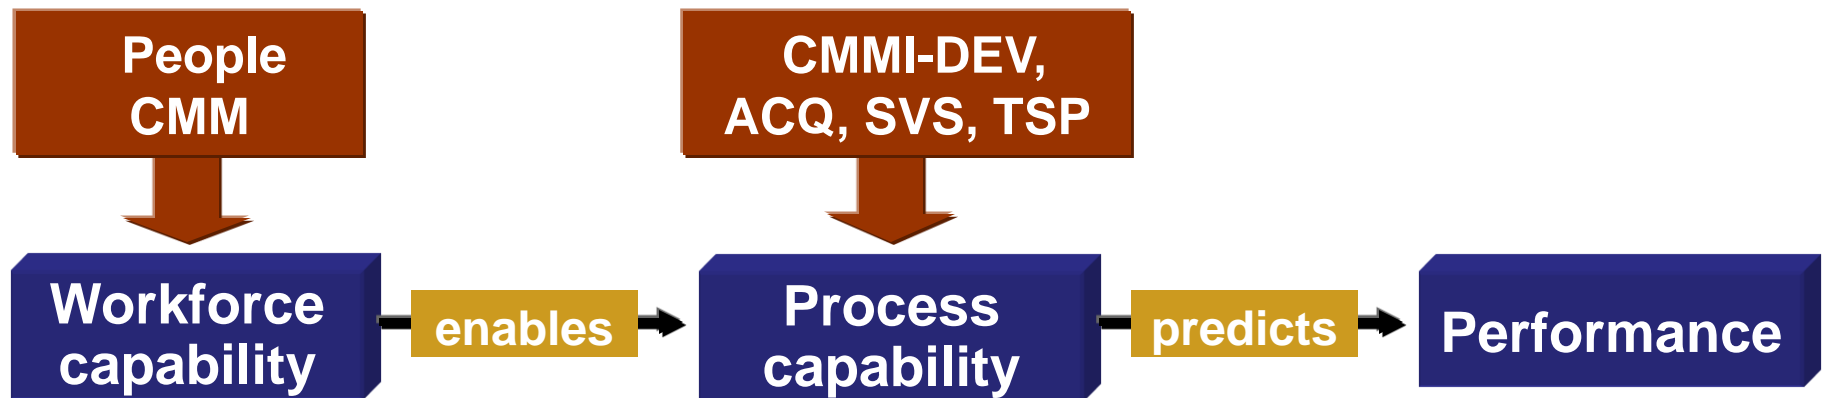 People
CMM
CMMI-DEV,
ACQ, SVS, TSP
Workforce
capability
enables
Process
capability
predicts
Performance